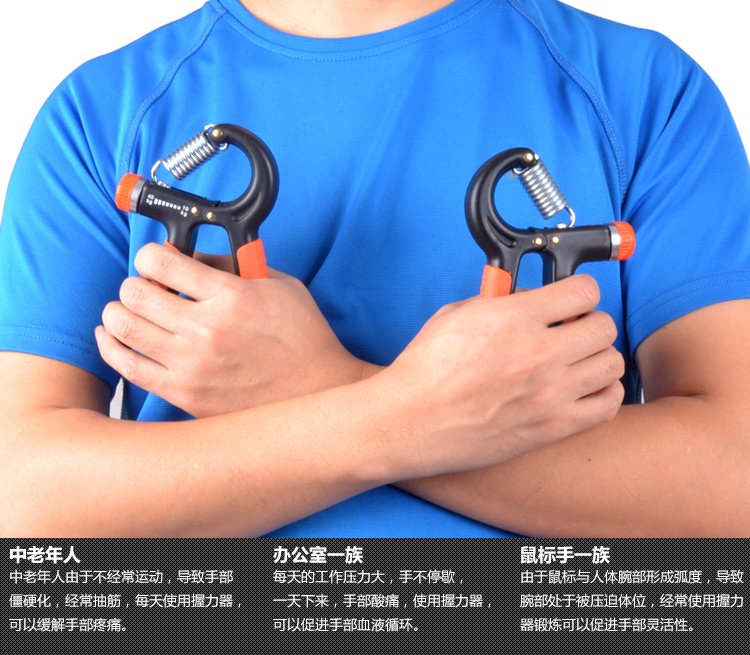 中老年人
中老年人由于不经常运动，导致手部
僵硬化，经常抽筋，每天使用握力器，
可以缓解手部疼痛。
办公室一族
每天的工作压力大，手不停歇，
一天下来，手部酸痛，使用握力器，
可以促进手部血液循环。
鼠标手一族
由于鼠标与人体腕部形成弧度，导致
腕部处于被压迫体位，经常使用握力
器锻炼可以促进手部灵活性。